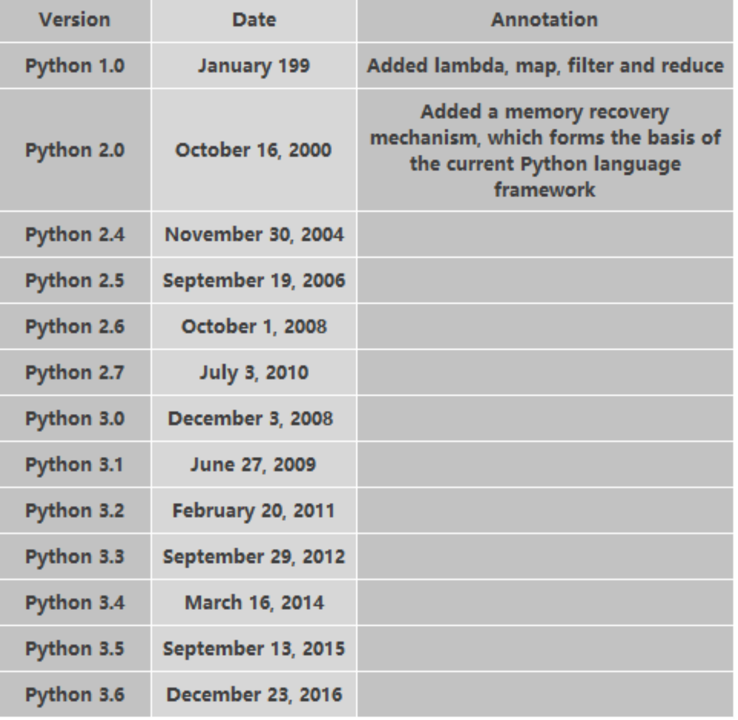 Version Date Annotation
Python 1.0 January 199 Added lambda, map, filter and reduce
Python 2.0 October 16, 2000 Added a memory recovery
mechanism, which forms the basis of
the current Python language
framework
Python 2.4 November 30, 2004
Python 2.5 September 19, 2006
Python 2.6 October 1, 2008
Python 2.7 July 3, 2010
Python 3.0 December 3, 2008
Python 3.1 June 27, 2009
Python 3.2 February 20, 2011
Python 3.3 September 29, 2012
Python 3.4 March 16, 2014
Python 3.5 September 13, 2015
Python 3.6 December 23, 2016